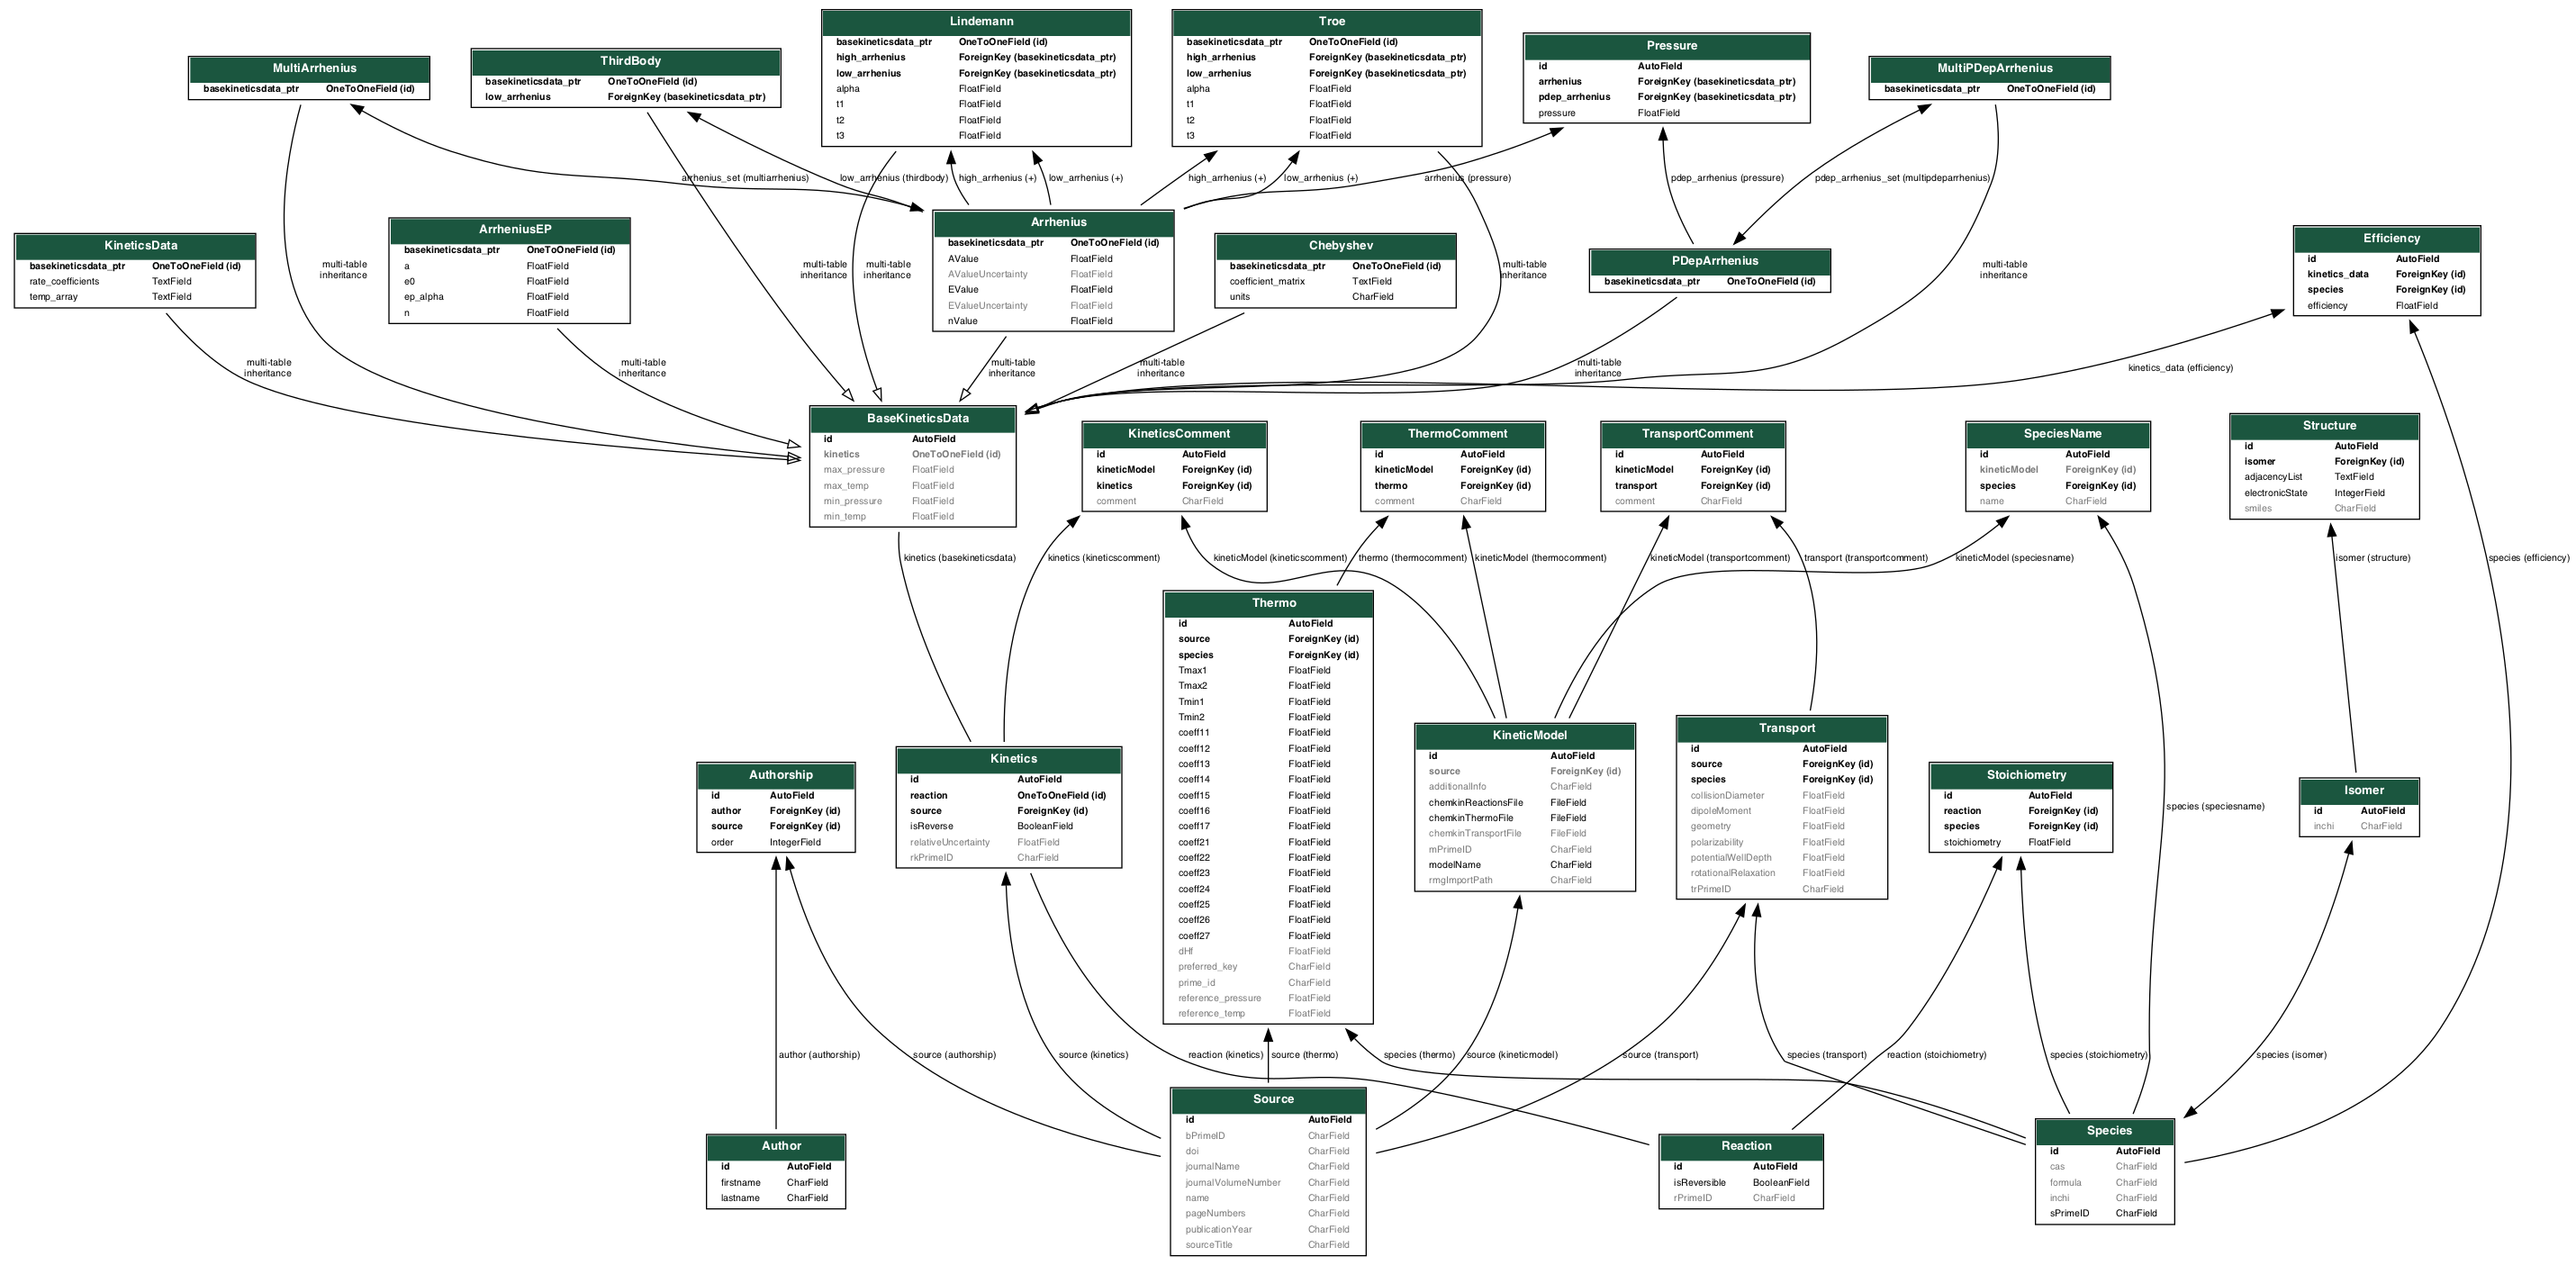 MultiArrhenius
basekineticsdata_ptr OneToOneField (id)
ThirdBody
basekineticsdata_ptr OneToOneField (id)
low_arrhenius ForeignKey (basekineticsdata_ptr)
Lindemann
basekineticsdata_ptr OneToOneField (id)
high_arrhenius ForeignKey (basekineticsdata_ptr)
low_arrhenius ForeignKey (basekineticsdata_ptr)
alpha FloatField
t1 FloatField
t2 FloatField
t3 FloatField
Troe
basekineticsdata_ptr OneToOneField (id)
high_arrhenius ForeignKey (basekineticsdata_ptr)
low_arrhenius ForeignKey (basekineticsdata_ptr)
alpha FloatField
t1 FloatField
t2 FloatField
t3 FloatField
Pressure
id AutoField
arrhenius ForeignKey (basekineticsdata_ptr)
pdep_arrhenius ForeignKey (basekineticsdata_ptr)
pressure FloatField
MultiPDepArrhenius
basekineticsdata_ptr OneToOneField (id)
arrhenius_set (multiarrhenius)
low_arrhenius (thirdbody)
high_arrhenius (+)
low_arrhenius (+)
high_arrhenius (+)
low_arrhenius (+)
arrhenius (pressure)
pdep_arrhenius (pressure)
pdep_arrhenius_set (multipdeparrhenius)
KineticsData
basekineticsdata_ptr OneToOneField (id)
rate_coefficients TextField
temp_array TextField
multi-table
inheritance
ArrheniusEP
basekineticsdata_ptr OneToOneField (id)
a FloatField
e0 FloatField
ep_alpha FloatField
n FloatField
multi-table
inheritance
multi-table
inheritance
Arrhenius
basekineticsdata_ptr OneToOneField (id)
AValue FloatField
AValueUncertainty FloatField
EValue FloatField
EValueUncertainty FloatField
nValue FloatField
Chebyshev
basekineticsdata_ptr OneToOneField (id)
coefficient_matrix TextField
units CharField
multi-table
inheritance
PDepArrhenius
basekineticsdata_ptr OneToOneField (id)
multi-table
inheritance
Efficiency
id AutoField
kinetics_data ForeignKey (id)
species ForeignKey (id)
efficiency FloatField
multi-table
inheritance
multi-table
inheritance
multi-table
inheritance
multi-table
inheritance
multi-table
inheritance
kinetics_data (efficiency)
BaseKineticsData
id AutoField
kinetics OneToOneField (id)
max_pressure FloatField
max_temp FloatField
min_pressure FloatField
min_temp FloatField
KineticsComment
id AutoField
kineticModel ForeignKey (id)
kinetics ForeignKey (id)
comment CharField
ThermoComment
id AutoField
kineticModel ForeignKey (id)
thermo ForeignKey (id)
comment CharField
TransportComment
id AutoField
kineticModel ForeignKey (id)
transport ForeignKey (id)
comment CharField
SpeciesName
id AutoField
kineticModel ForeignKey (id)
species ForeignKey (id)
name CharField
Structure
id AutoField
isomer ForeignKey (id)
adjacencyList TextField
electronicState IntegerField
smiles CharField
kinetics (basekineticsdata)
kinetics (kineticscomment)
kineticModel (kineticscomment)
thermo (thermocomment)
kineticModel (thermocomment)
kineticModel (transportcomment)
transport (transportcomment)
kineticModel (speciesname)
isomer (structure)
species (efficiency)
Thermo
id AutoField
source ForeignKey (id)
species ForeignKey (id)
Tmax1 FloatField
Tmax2 FloatField
Tmin1 FloatField
Tmin2 FloatField
coeff11 FloatField
coeff12 FloatField
coeff13 FloatField
coeff14 FloatField
coeff15 FloatField
coeff16 FloatField
coeff17 FloatField
coeff21 FloatField
coeff22 FloatField
coeff23 FloatField
coeff24 FloatField
coeff25 FloatField
coeff26 FloatField
coeff27 FloatField
dHf FloatField
preferred_key CharField
prime_id CharField
reference_pressure FloatField
reference_temp FloatField
Authorship
id AutoField
author ForeignKey (id)
source ForeignKey (id)
order IntegerField
Kinetics
id AutoField
reaction OneToOneField (id)
source ForeignKey (id)
isReverse BooleanField
relativeUncertainty FloatField
rkPrimeID CharField
KineticModel
id AutoField
source ForeignKey (id)
additionalInfo CharField
chemkinReactionsFile FileField
chemkinThermoFile FileField
chemkinTransportFile FileField
mPrimeID CharField
modelName CharField
rmgImportPath CharField
Transport
id AutoField
source ForeignKey (id)
species ForeignKey (id)
collisionDiameter FloatField
dipoleMoment FloatField
geometry FloatField
polarizability FloatField
potentialWellDepth FloatField
rotationalRelaxation FloatField
trPrimeID CharField
Stoichiometry
id AutoField
reaction ForeignKey (id)
species ForeignKey (id)
stoichiometry FloatField
species (speciesname)
Isomer
id AutoField
inchi CharField
author (authorship)
source (authorship)
source (kinetics)
reaction (kinetics)
source (thermo)
species (thermo)
source (kineticmodel)
source (transport)
species (transport)
reaction (stoichiometry)
species (stoichiometry)
species (isomer)
Author
id AutoField
firstname CharField
lastname CharField
Source
id AutoField
bPrimeID CharField
doi CharField
journalName CharField
journalVolumeNumber CharField
name CharField
pageNumbers CharField
publicationYear CharField
sourceTitle CharField
Reaction
id AutoField
isReversible BooleanField
rPrimeID CharField
Species
id AutoField
cas CharField
formula CharField
inchi CharField
sPrimeID CharField